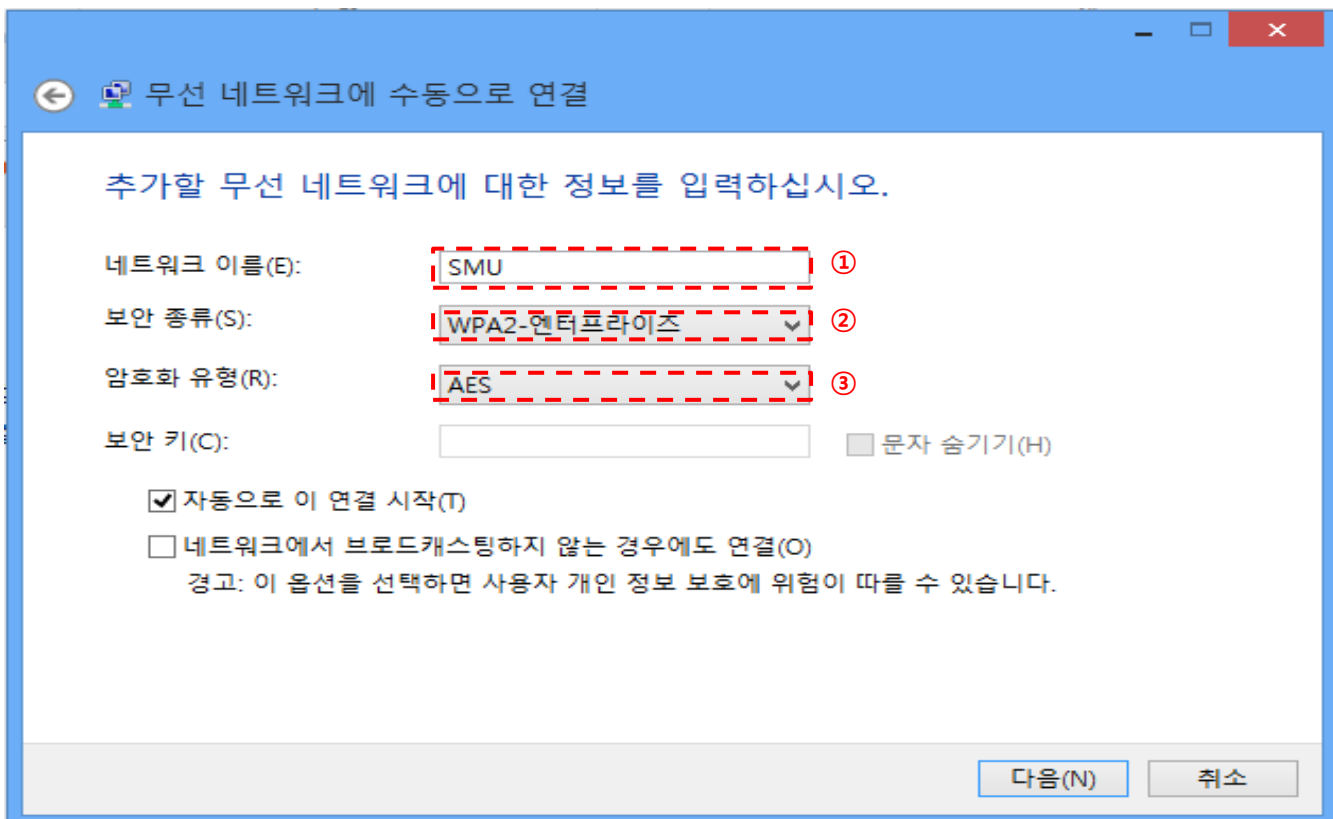 무선 네트워크에 수동으로 연결
추가할 무선 네트워크에 대한 정보를 입력하십시오.
네트워크 이름(E): SMU ①
보안 종류(S): WPA2-엔터프라이즈 ②
암호화 유형(R): AES ③
보안 키(C): 문자 숨기기(H)
자동으로 이 연결 시작(T)
네트워크에서 브로드캐스팅하지 않는 경우에도 연결(O)
경고: 이 옵션을 선택하면 사용자 개인 정보 보호에 위험이 따를 수 있습니다.
다음(N) 취소